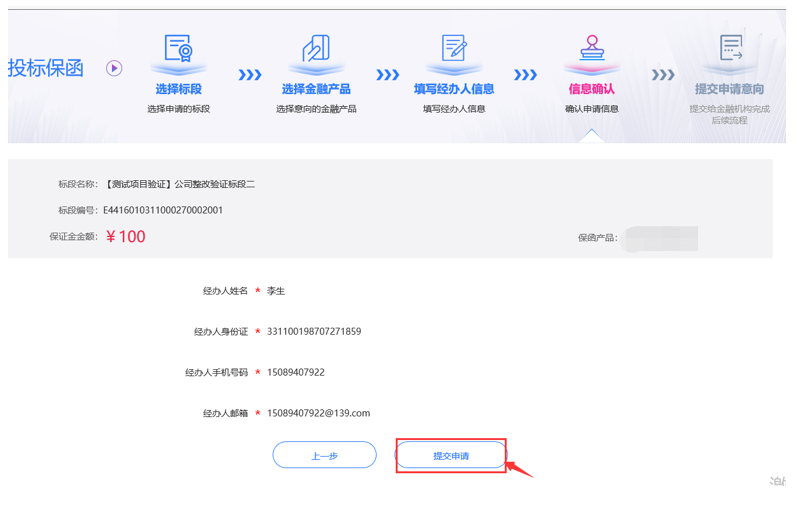 投标保函
选择标段
选择申请的标段
选择金融产品
选择意向的金融产品
填写经办人信息
填写经办人信息
信息确认
确认申请信息
提交申请意向
提交给金融机构完成
后续流程
标段名称：【测试项目验证】公司整改验证标段二
标段编号：E4416010311000270002001
保证金金额：￥100
保函产品：
经办人姓名 * 李生
经办人身份证 * 331100198707271859
经办人手机号码 * 15089407922
经办人邮箱 * 15089407922@139.com
上一步
提交申请